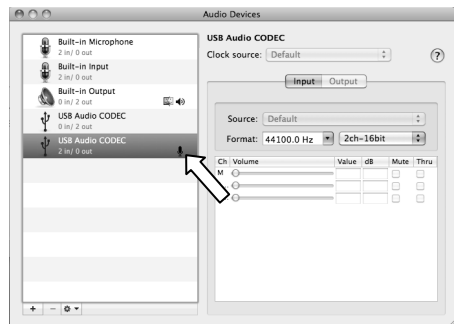 Audio Devices
Built-in Microphone
2 in/ 0 out
Built-in Input
2 in/ 0 out
Built-in Output
0 in/ 2 out
USB Audio CODEC
0 in/ 2 out
USB Audio CODEC
2 in/ 0 out
USB Audio CODEC
Clock source: Default
?
Input Output
Source: Default
Format: 44100.0 Hz 2ch-16bit
Ch Volume Value dB Mute Thru
M